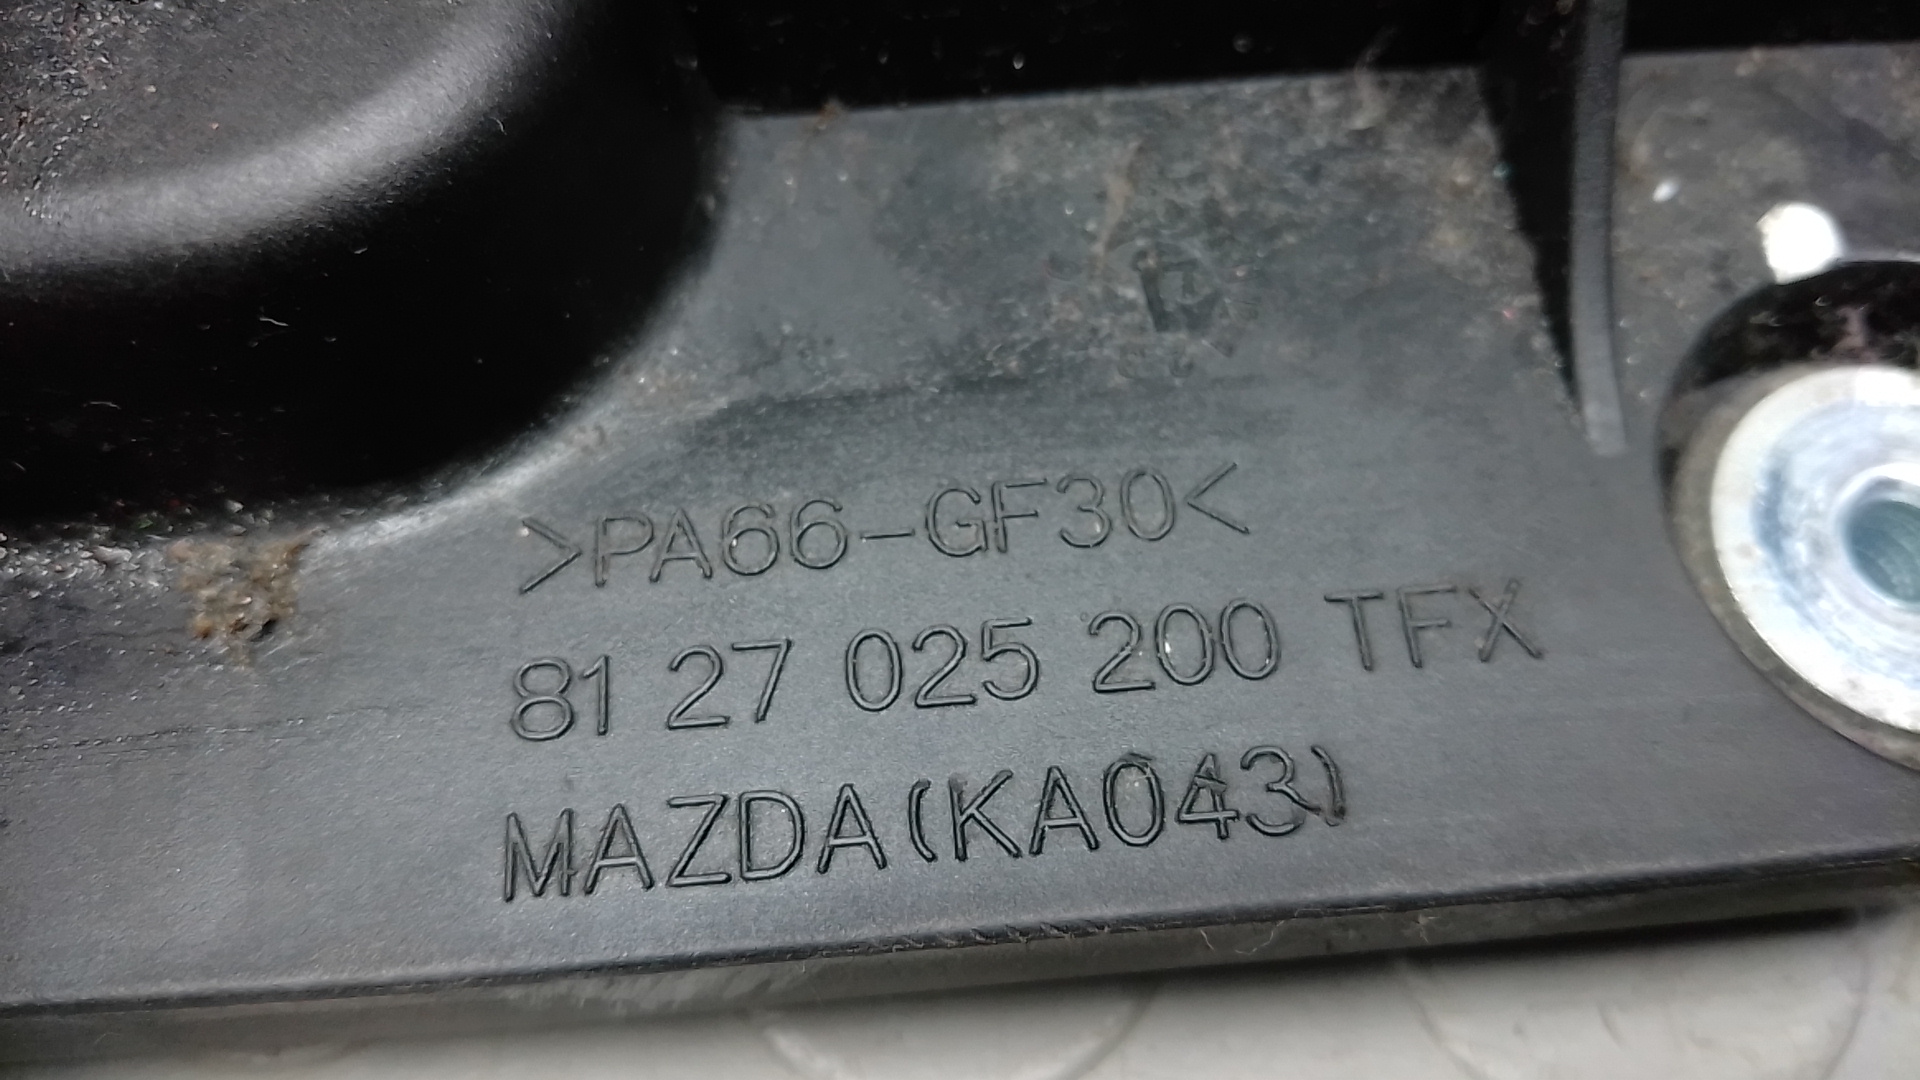 >PA66-GF30<
81 27 025 200 TFX
MAZDA(KA043)